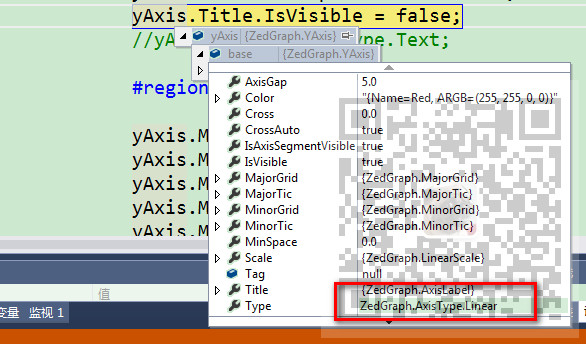 yAxis.Title.IsVisible = false;
yAxis {ZedGraph.YAxis}
//yA
pe.Text;
base {ZedGraph.YAxis}
#region
AxisGap 5.0
Color "{Name=Red, ARGB=(255, 255, 0, 0)}"
Cross 0.0
CrossAuto true
IsAxisSegmentVisible true
IsVisible true
MajorGrid {ZedGraph.MajorGrid}
MajorTic {ZedGraph.MajorTic}
MinorGrid {ZedGraph.MinorGrid}
MinorTic {ZedGraph.MinorTic}
MinSpace 0.0
Scale {ZedGraph.LinearScale}
Tag null
Title {ZedGraph.AxisLabel}
Type ZedGraph.AxisType.Linear
yAxis.M
yAxis.M
yAxis.M
yAxis.M
yAxis.M
值
变量 监视 1